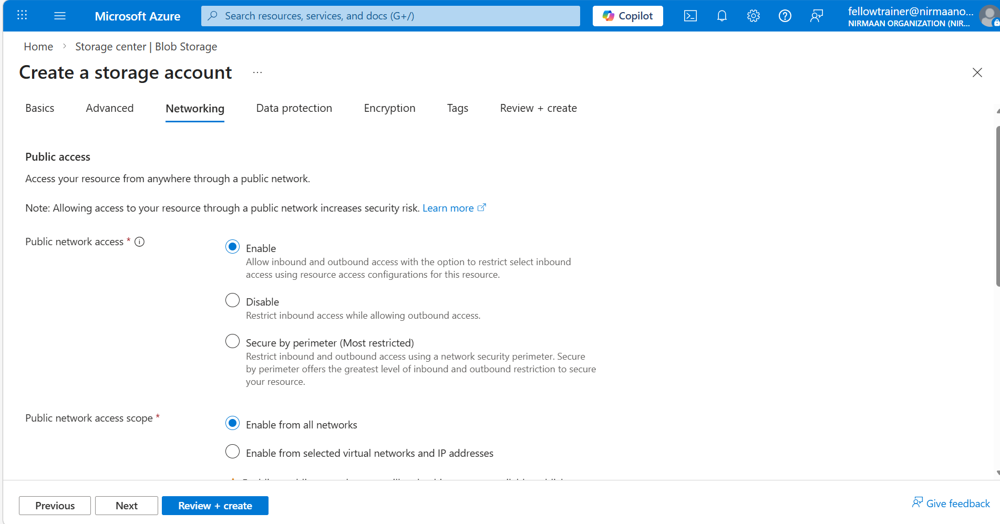 Microsoft Azure
Search resources, services, and docs (G+/)
Copilot
fellowtrainer@nirmaano...
NIRMAAN ORGANIZATION (NIR...
Home > Storage center | Blob Storage
Create a storage account ...
Basics Advanced Networking Data protection Encryption Tags Review + create
Public access
Access your resource from anywhere through a public network.
Note: Allowing access to your resource through a public network increases security risk. Learn more
Public network access *
Enable
Allow inbound and outbound access with the option to restrict select inbound
access using resource access configurations for this resource.
Disable
Restrict inbound access while allowing outbound access.
Secure by perimeter (Most restricted)
Restrict inbound and outbound access using a network security perimeter. Secure
by perimeter offers the greatest level of inbound and outbound restriction to secure
your resource.
Public network access scope *
Enable from all networks
Enable from selected virtual networks and IP addresses
Previous Next Review + create
Give feedback